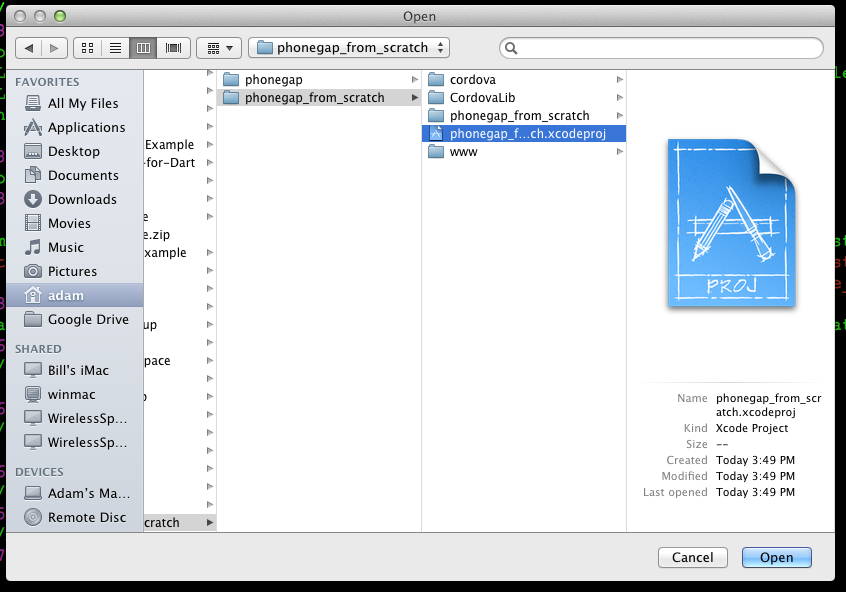 Open
phonegap_from_scratch
FAVORITES
All My Files
Applications
Desktop
Documents
Downloads
Movies
Music
Pictures
adam
Google Drive
SHARED
Bill's iMac
winmac
WirelessSp...
WirelessSp...
DEVICES
Adam's Ma...
Remote Disc
Example
-for-Dart
e
e.zip
xample
up
pace
cratch
phonegap
phonegap_from_scratch
cordova
CordovaLib
phonegap_from_scratch
phonegap_f...ch.xcodeproj
www
PROJ
Name phonegap_from_scr
atch.xcodeproj
Kind Xcode Project
Size --
Created Today 3:49 PM
Modified Today 3:49 PM
Last opened Today 3:49 PM
Cancel
Open